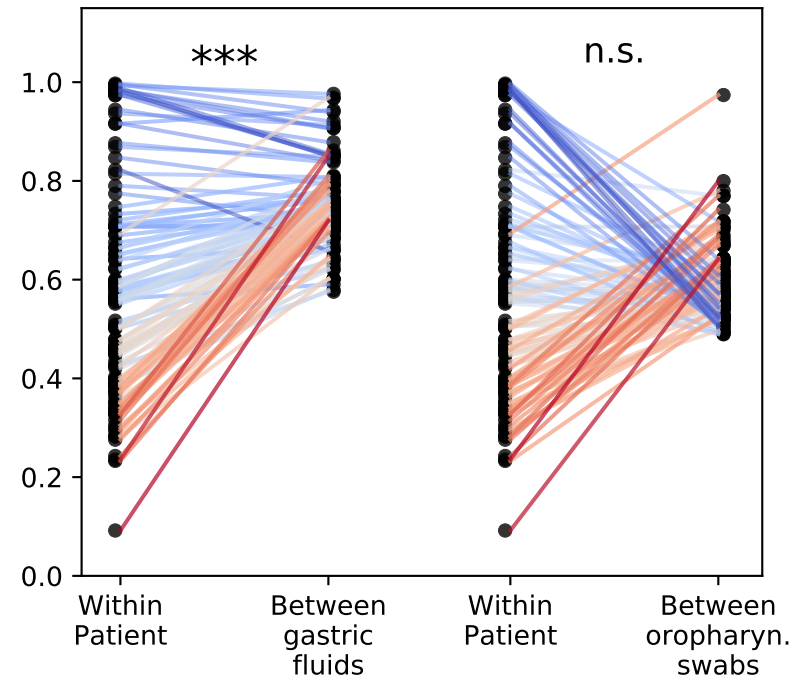 ***
n.s.
1.0
0.8
0.6
0.4
0.2
0.0
Within
Patient
Between
gastric
fluids
Within
Patient
Between
oropharyn.
swabs